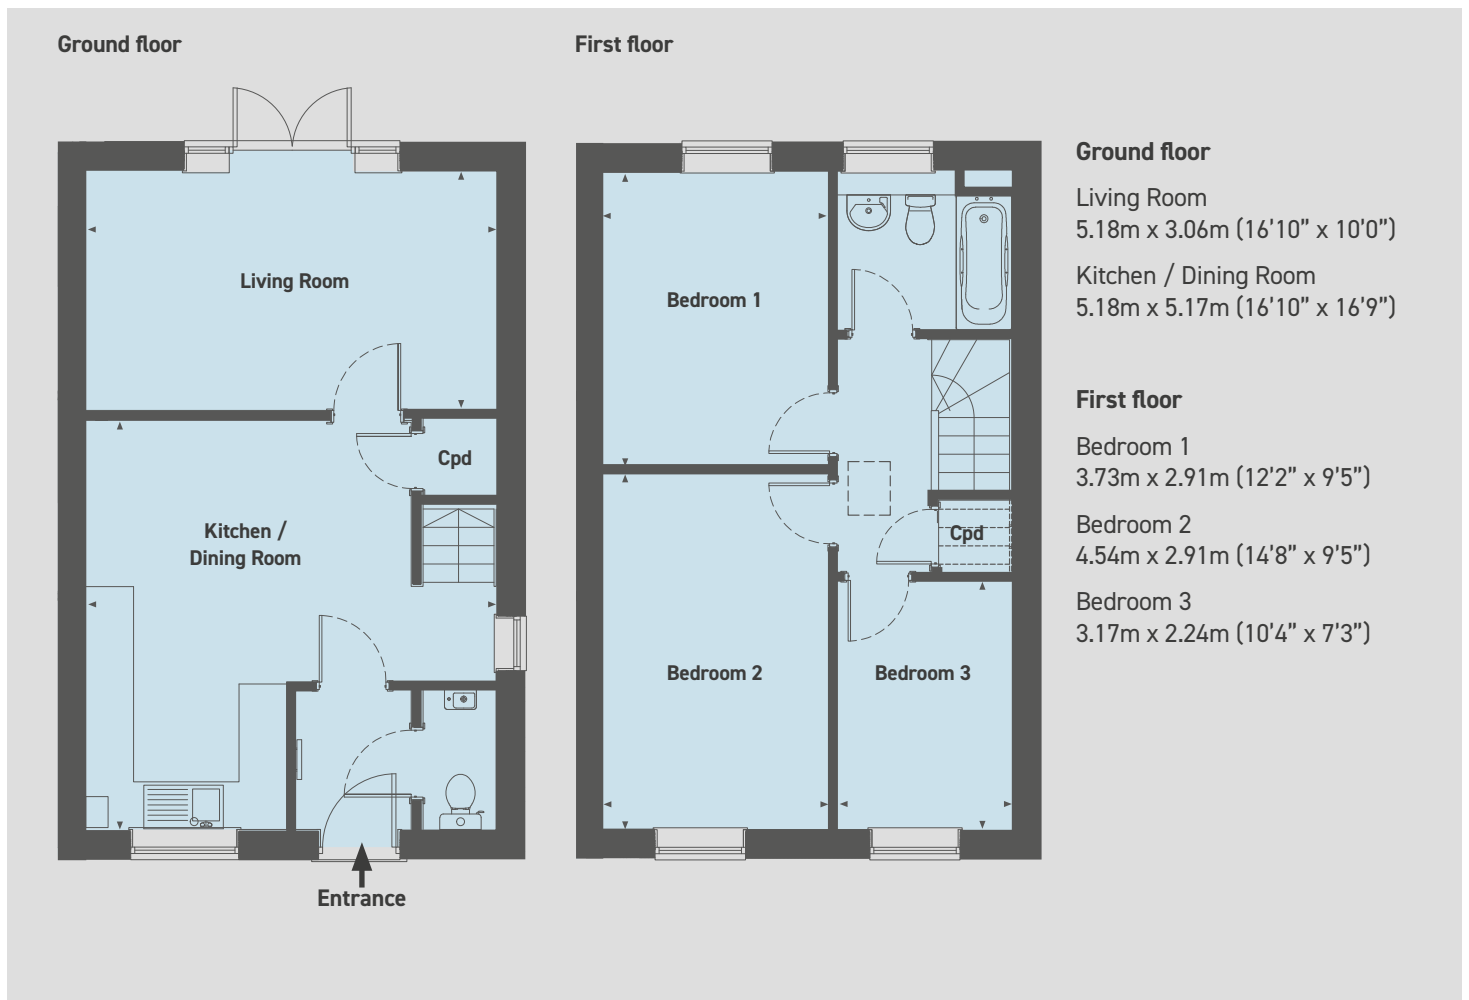 Ground floor
First floor
Living Room
Kitchen /
Dining Room
Cpd
Entrance
Bedroom 1
Bedroom 2
Bedroom 3
Cpd
Ground floor
Living Room
5.18m x 3.06m (16’10” x 10’0”)
Kitchen / Dining Room
5.18m x 5.17m (16’10” x 16’9”)
First floor
Bedroom 1
3.73m x 2.91m (12’2” x 9’5”)
Bedroom 2
4.54m x 2.91m (14’8” x 9’5”)
Bedroom 3
3.17m x 2.24m (10’4” x 7’3”)